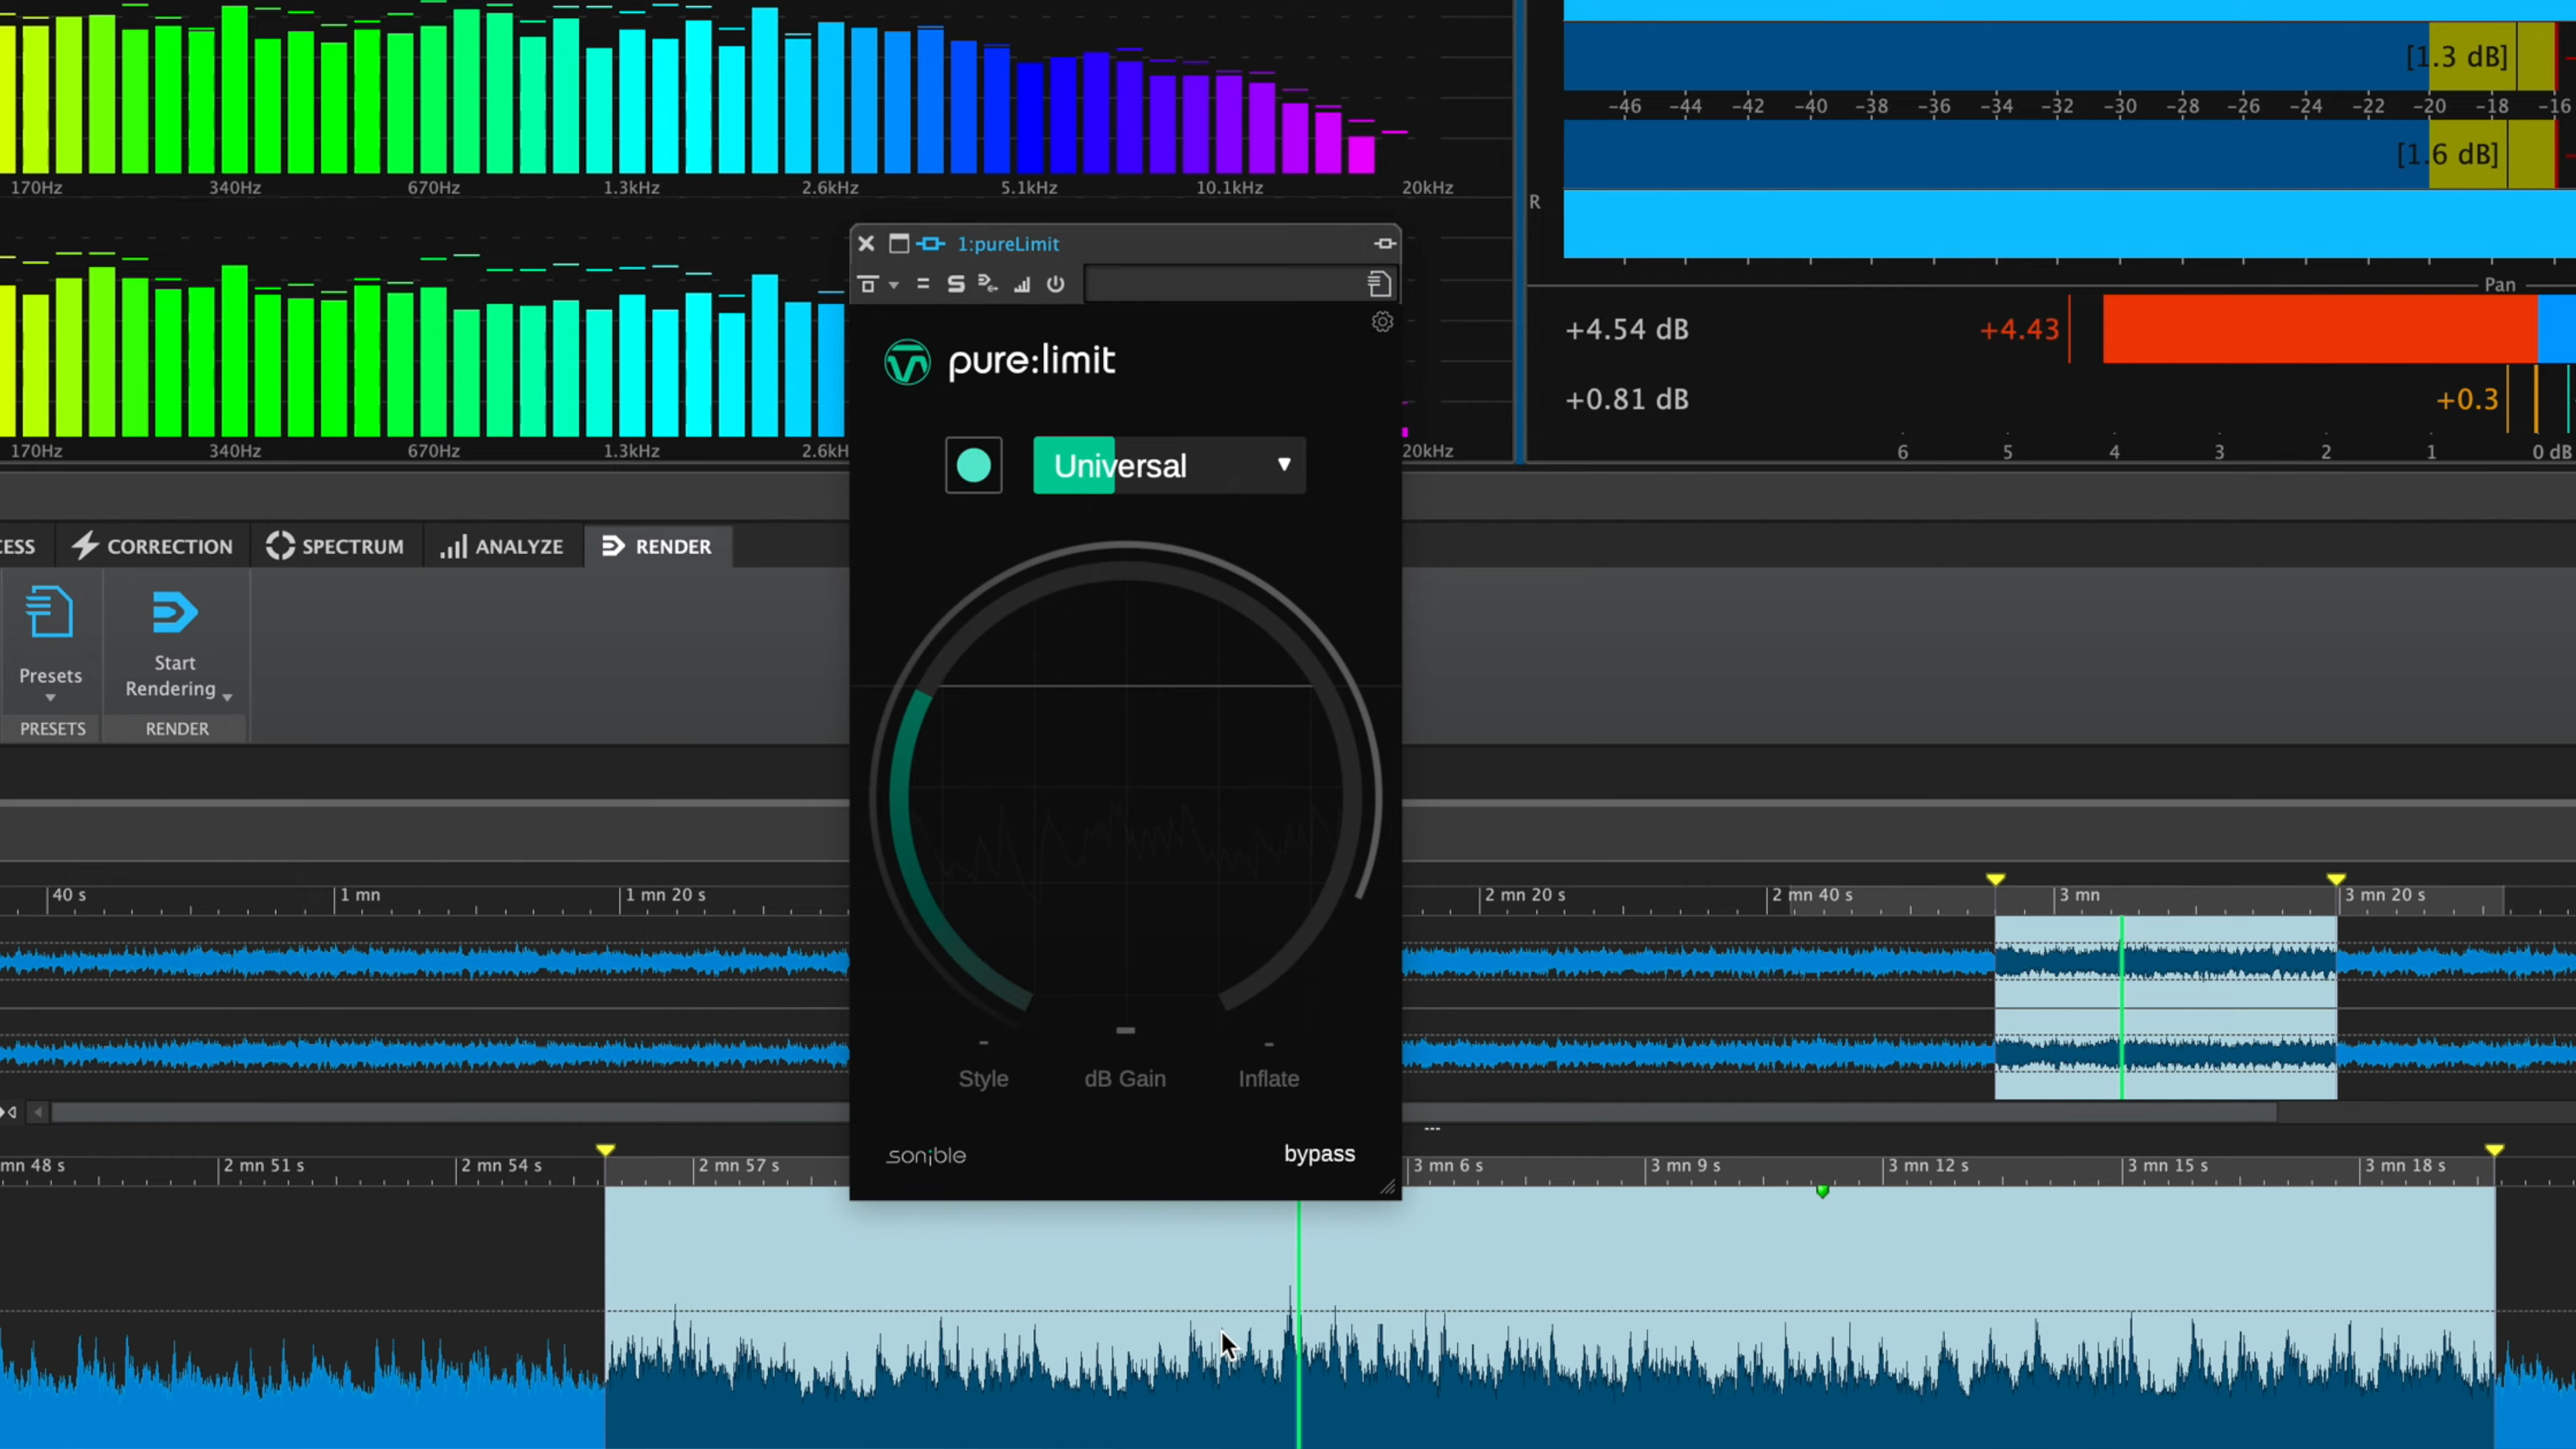 [1.3 dB]
-46 -44 -42 -40 -38 -36 -34 -32 -30 -28 -26 -24 -22 -20 -18 -16
[1.6 dB]
170Hz 340Hz 670Hz 1.3kHz 2.6kHz 5.1kHz 10.1kHz 20kHz
R
1:pureLimit
S
Pan
+4.54 dB +4.43
pure:limit
+0.81 dB +0.3
170Hz 340Hz 670Hz 1.3kHz 2.6kH 20kHz
6 5 4 3 2 1 0 dB
Universal
CESS CORRECTION SPECTRUM ANALYZE RENDER
Presets
Start
Rendering
PRESETS RENDER
40 s 1 mn 1 mn 20 s 2 mn 20 s 2 mn 40 s 3 mn 3 mn 20 s
- - -
Style dB Gain Inflate
sonible bypass
mn 48 s 2 mn 51 s 2 mn 54 s 2 mn 57 s 3 mn 6 s 3 mn 9 s 3 mn 12 s 3 mn 15 s 3 mn 18 s